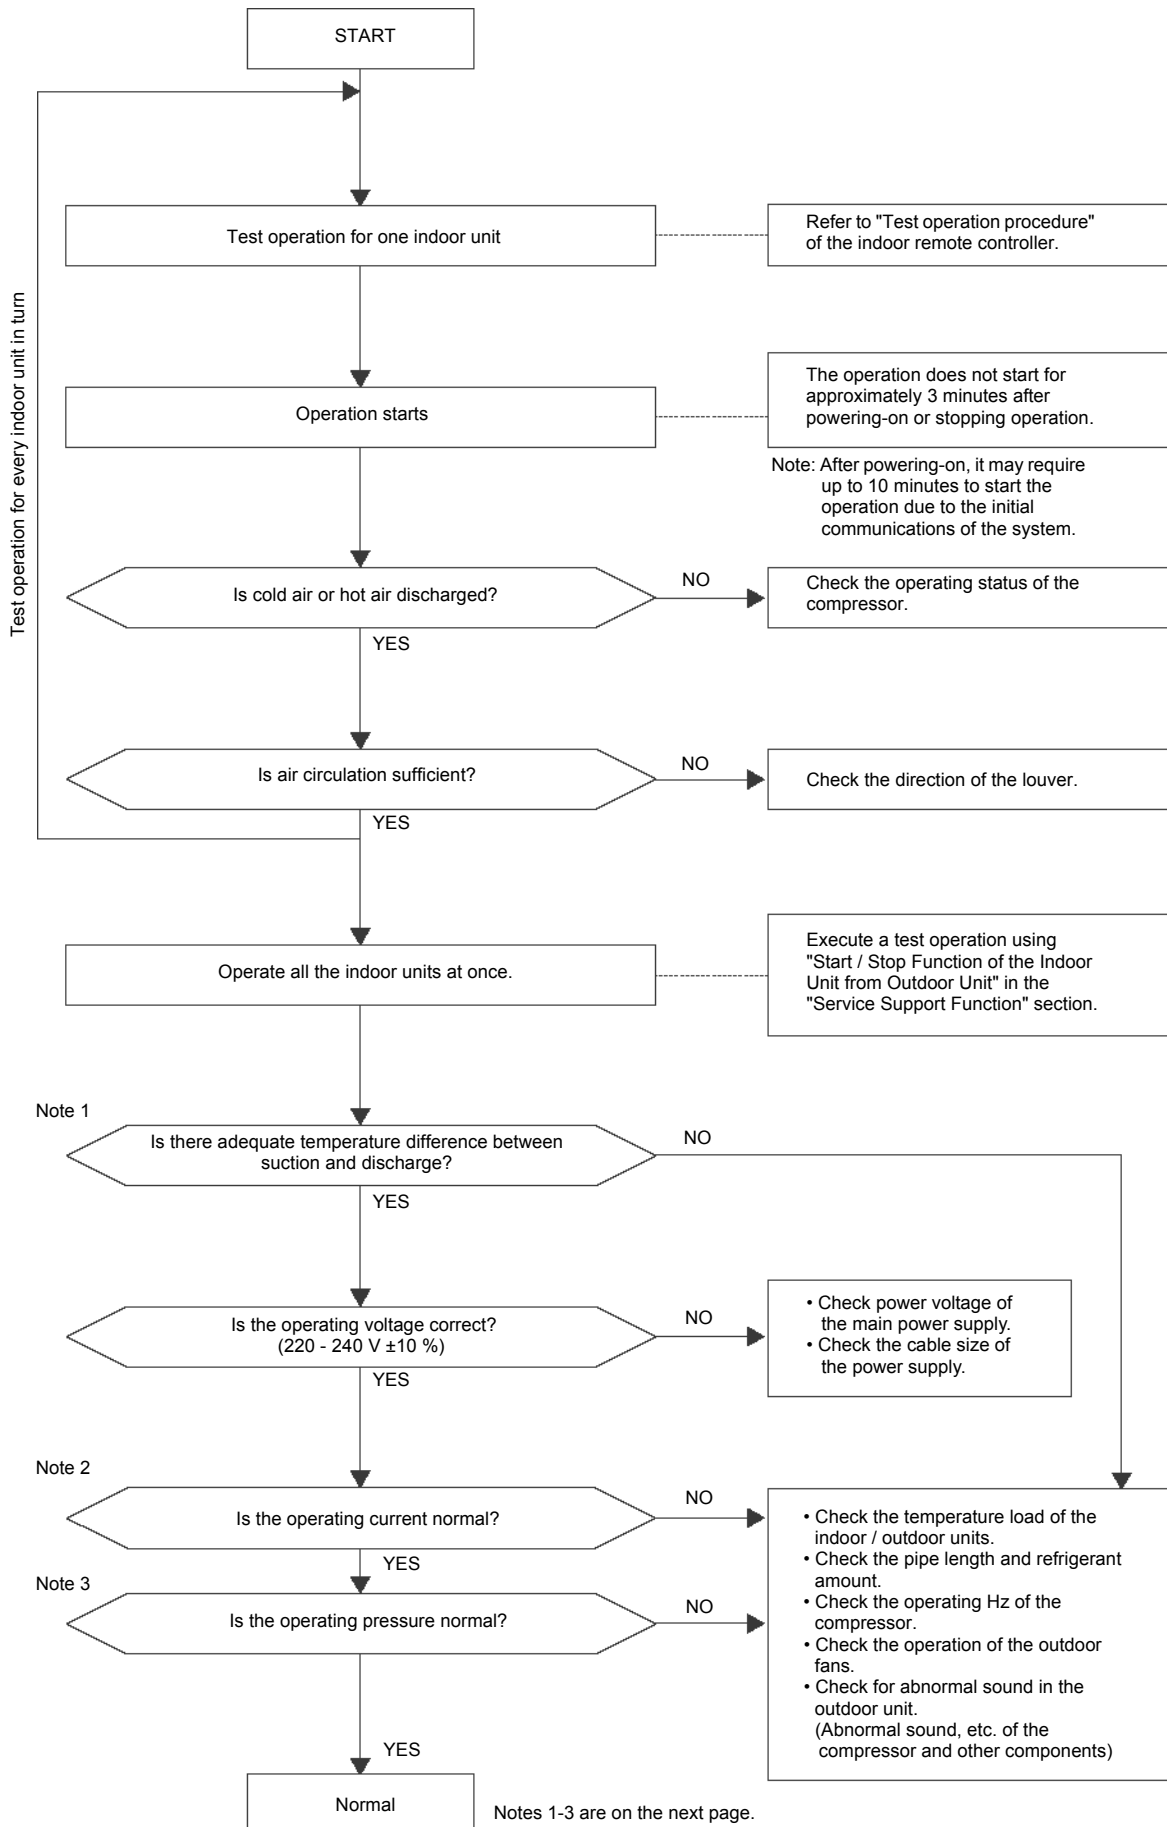 START
Test operation for every indoor unit in turn
Test operation for one indoor unit
Refer to "Test operation procedure"
of the indoor remote controller.
Operation starts
The operation does not start for
approximately 3 minutes after
powering-on or stopping operation.
Note: After powering-on, it may require
up to 10 minutes to start the
operation due to the initial
communications of the system.
Is cold air or hot air discharged?
NO
Check the operating status of the
compressor.
YES
Is air circulation sufficient?
NO
Check the direction of the louver.
YES
Operate all the indoor units at once.
Execute a test operation using
"Start / Stop Function of the Indoor
Unit from Outdoor Unit" in the
"Service Support Function" section.
Note 1
Is there adequate temperature difference between
suction and discharge?
NO
YES
Is the operating voltage correct?
(220 - 240 V ±10 %)
NO
• Check power voltage of
the main power supply.
• Check the cable size of
the power supply.
YES
Note 2
Is the operating current normal?
NO
YES
Note 3
Is the operating pressure normal?
NO
• Check the temperature load of the
indoor / outdoor units.
• Check the pipe length and refrigerant
amount.
• Check the operating Hz of the
compressor.
• Check the operation of the outdoor
fans.
• Check for abnormal sound in the
outdoor unit.
(Abnormal sound, etc. of the
compressor and other components)
YES
Normal
Notes 1-3 are on the next page.